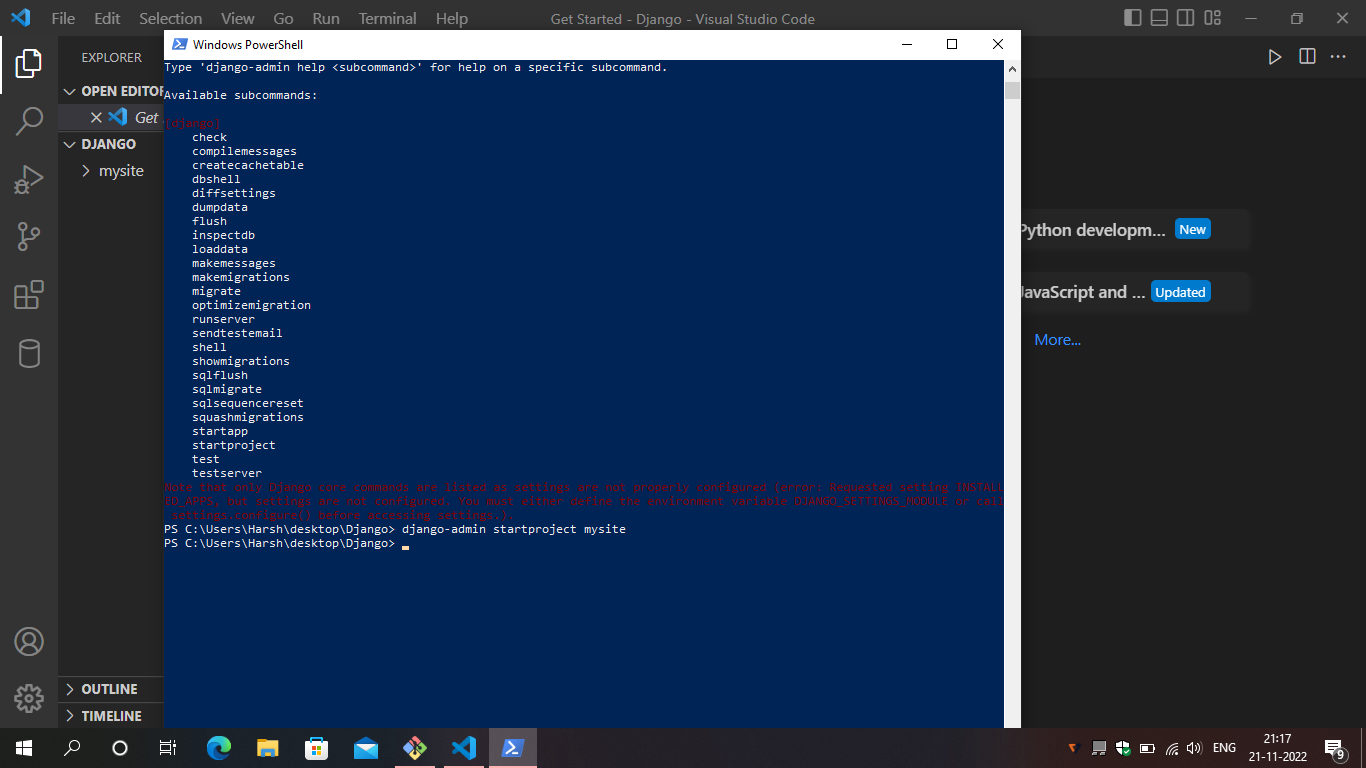 File Edit Selection View Go Run Terminal Help
Get Started - Django - Visual Studio Code
EXPLORER
OPEN EDITOR
Get
DJANGO
mysite
OUTLINE
TIMELINE
Windows PowerShell
Type 'django-admin help <subcommand>' for help on a specific subcommand.
Available subcommands:
[django]
check
compilemessages
createcachetable
dbshell
diffsettings
dumpdata
flush
inspectdb
loaddata
makemessages
makemigrations
migrate
optimizemigration
runserver
sendtestemail
shell
showmigrations
sqlflush
sqlmigrate
sqlsequencereset
squashmigrations
startapp
startproject
test
testserver
Note that only Django core commands are listed as settings are not properly configured (error: Requested setting INSTALL
ED_APPS, but settings are not configured. You must either define the environment variable DJANGO_SETTINGS_MODULE or call
settings.configure() before accessing settings.).
PS C:\Users\Harsh\desktop\Django> django-admin startproject mysite
PS C:\Users\Harsh\desktop\Django>
Python developm... New
JavaScript and ... Updated
More...
ENG
21:17
21-11-2022
9